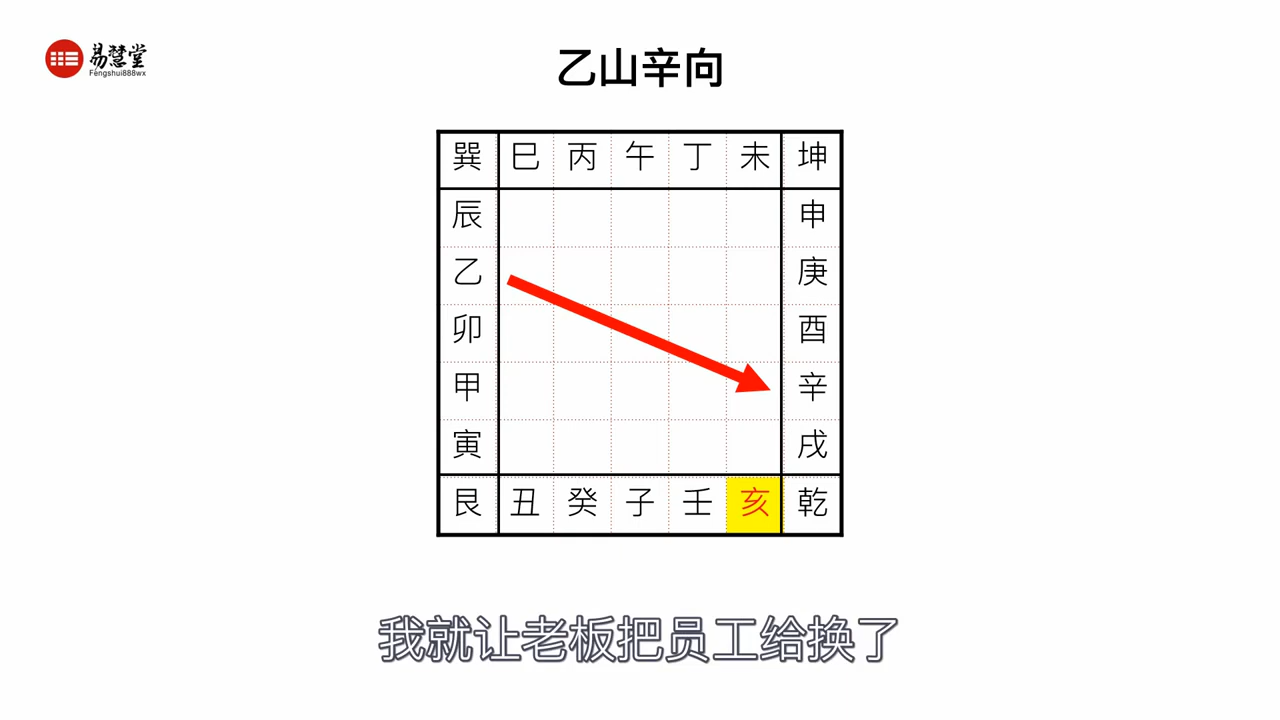 易慧堂
Fengshui888wx
乙山辛向
巽 巳 丙 午 丁 未 坤
辰 申
乙 庚
卯 酉
甲 辛
寅 戌
艮 丑 癸 子 壬 亥 乾
我就让老板把员工给换了